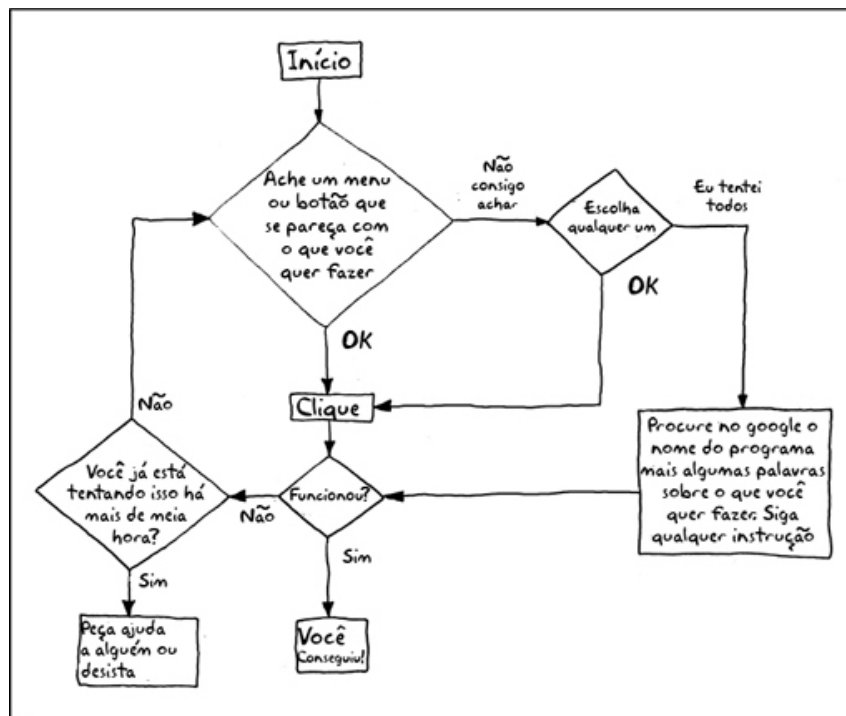 Início
Ache um menu
ou botão que
se pareça com
o que você
quer fazer
Não
consigo
achar
Escolha
qualquer um
Eu tentei
todos
OK
OK
Clique
Não
Procure no google o
nome do programa
mais algumas palavras
sobre o que você
quer fazer. Siga
qualquer instrução
Você já está
tentando isso há
mais de meia
hora?
Não
Funcionou?
Sim
Sim
Peça ajuda
a alguém ou
desista
Você
Conseguiu!